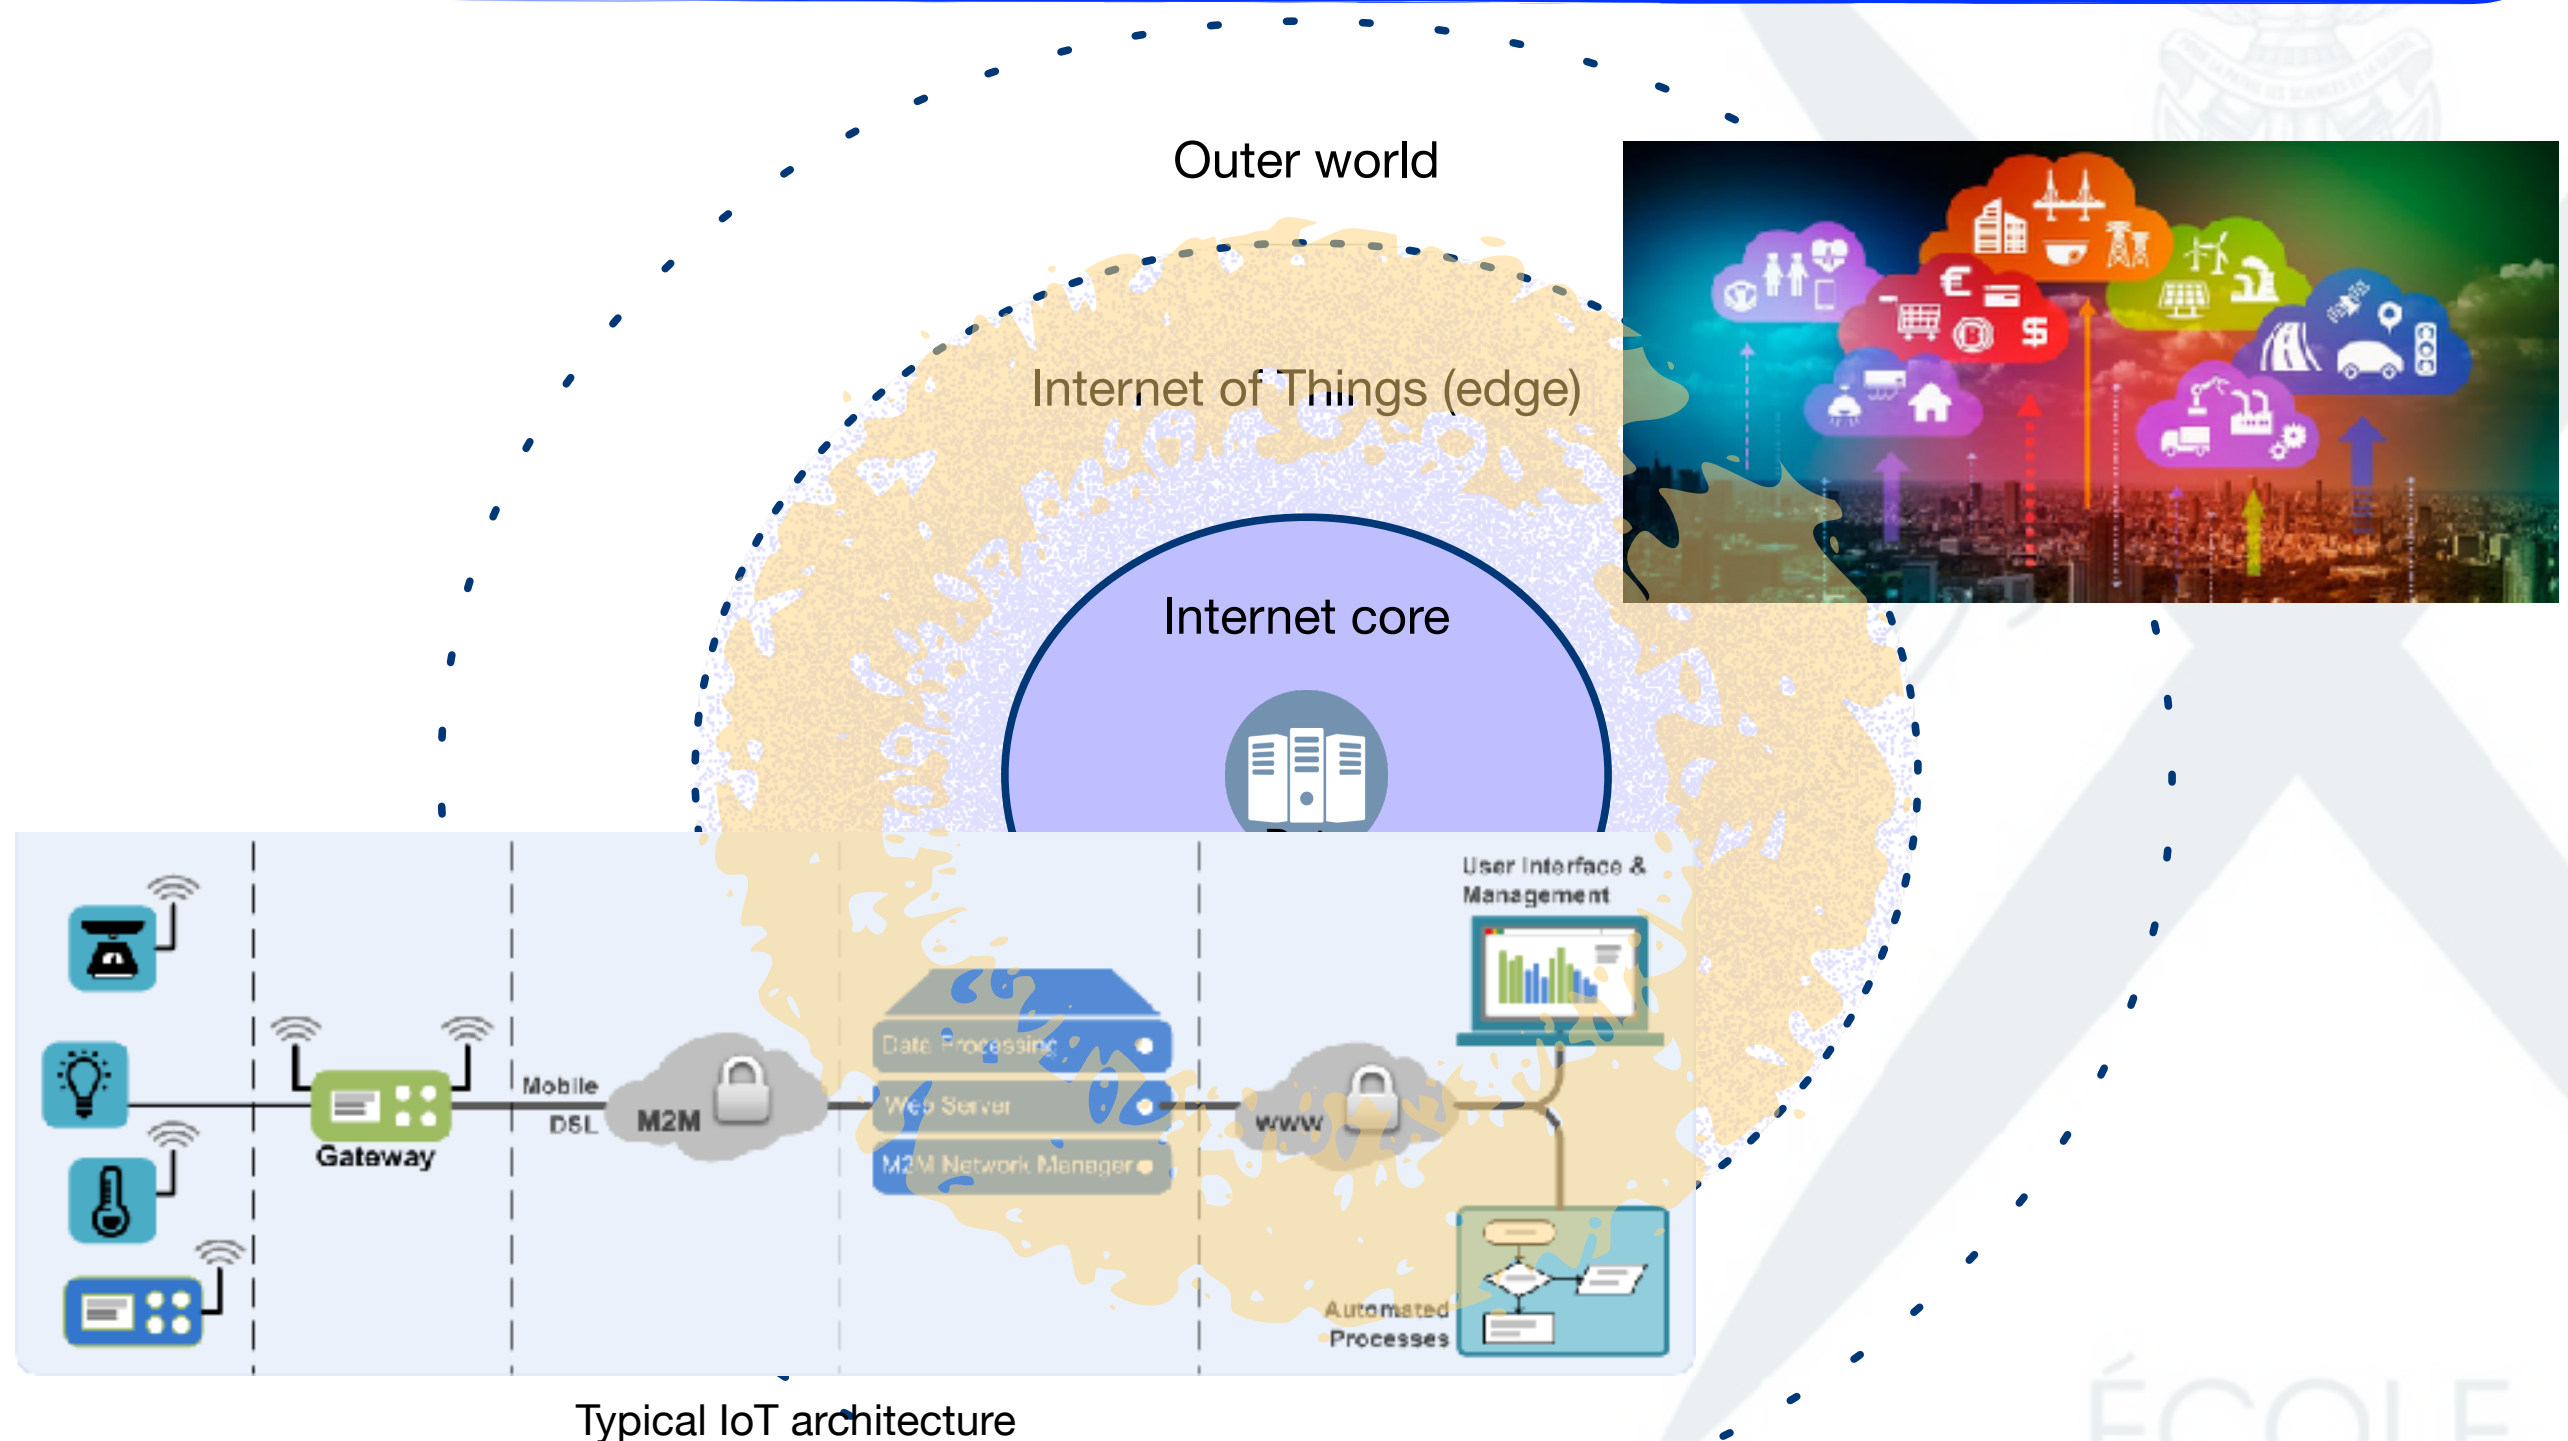 Outer world
Internet of Things (edge)
Internet core
User Interface &
Management
Mobile
DSL
M2M
Gateway
Data Processing
Web Server
M2M Network Manager
www
Automated
Processes
Typical IoT architecture
ÉCOLE